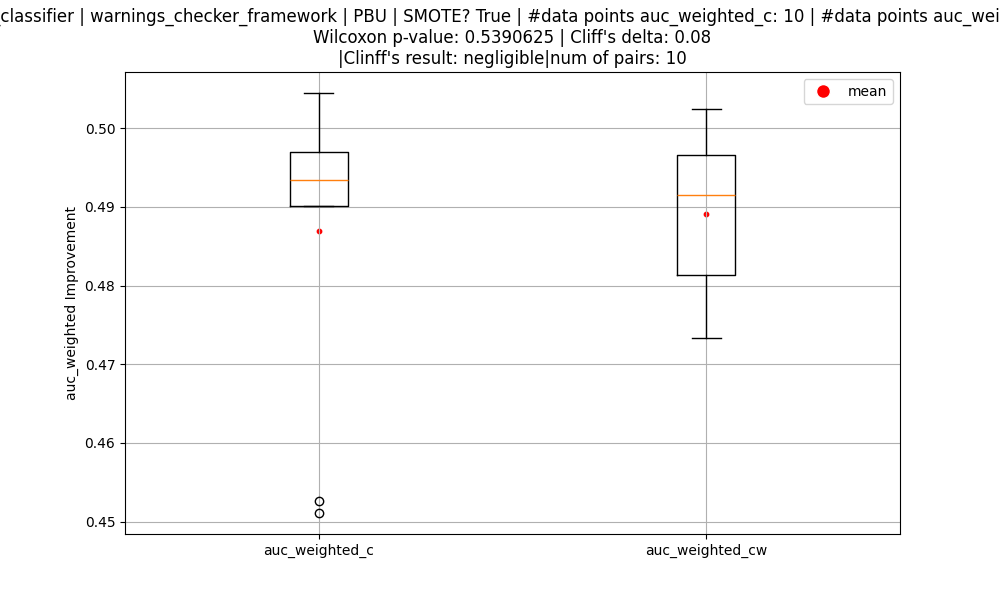 classifier | warnings_checker_framework | PBU | SMOTE? True | #data points auc_weighted_c: 10 | #data points
Wilcoxon p-value: 0.5390625 | Cliff's delta: 0.08
|Clinff's result: negligible|num of pairs: 10
mean
auc_weighted Improvement
0.50
0.49
0.48
0.47
0.46
0.45
auc_weighted_c
auc_weighted_cw